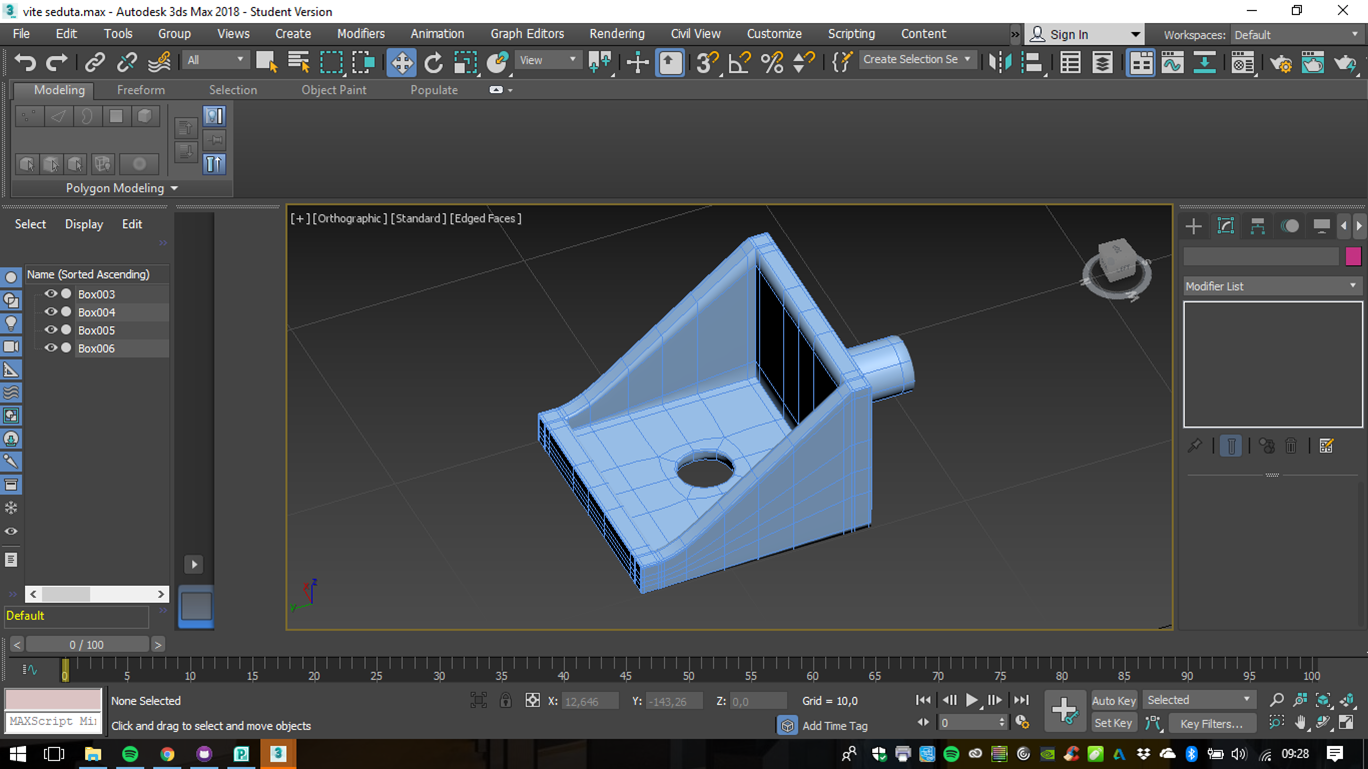 vite seduta.max - Autodesk 3ds Max 2018 - Student Version
File Edit Tools Group Views Create Modifiers Animation Graph Editors Rendering Civil View Customize Scripting Content » Sign In Workspaces: Default
All View Create Selection Se
Modeling Freeform Selection Object Paint Populate
Polygon Modeling
Select Display Edit
[+] [Orthographic] [Standard] [Edged Faces]
Name (Sorted Ascending)
Box003
Box004
Box005
Box006
Modifier List
Default
0 / 100
0 5 10 15 20 25 30 35 40 45 50 55 60 65 70 75 80 85 90 95 100
None Selected X: 12,646 Y: -143,26 Z: 0,0 Grid = 10,0 Auto Key Selected
MAXScript Mi Click and drag to select and move objects Add Time Tag 0 Set Key Key Filters...
09:28